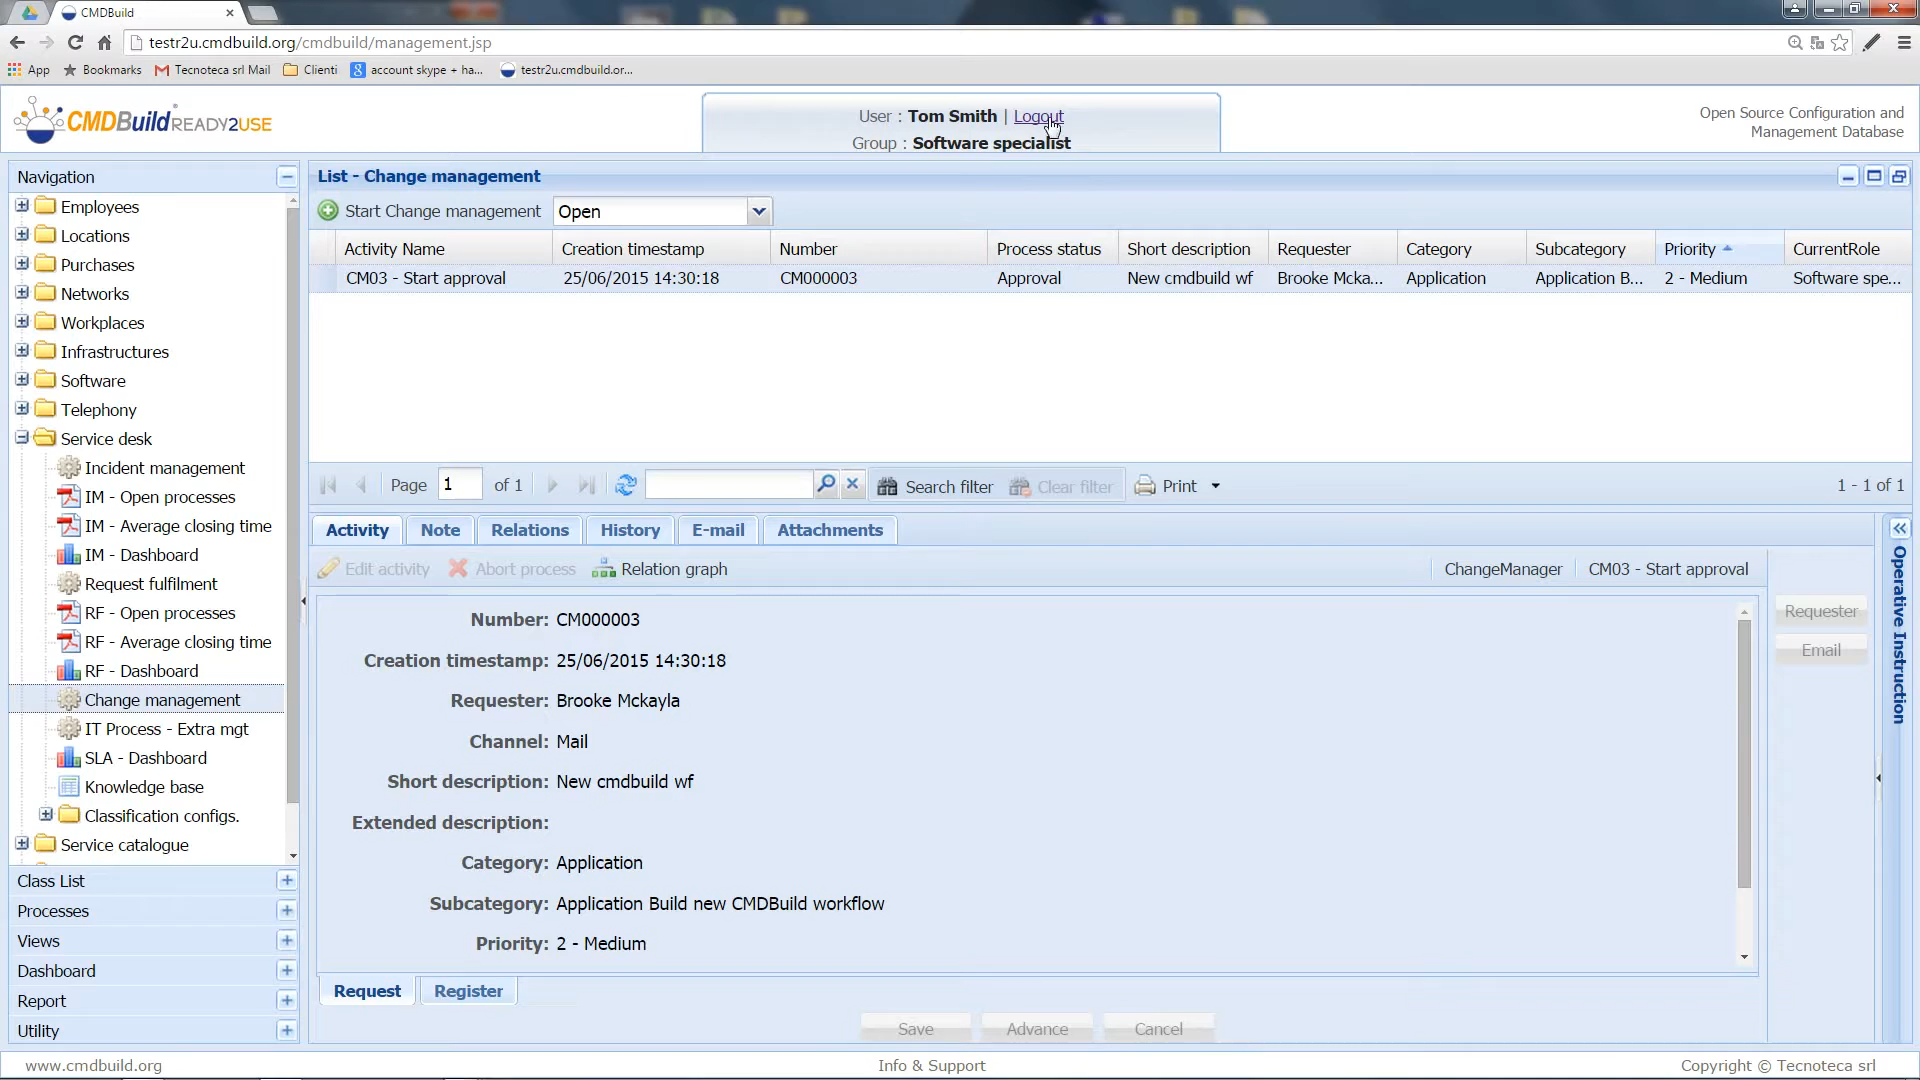 CMDBuild
testr2u.cmdbuild.org/cmdbuild/management.jsp
App
Bookmarks
Tecnoteca srl Mail
Clienti
account skype + ha...
testr2u.cmdbuild.or...
CMDBuild READY2USE
User : Tom Smith | Logout
Group : Software specialist
Open Source Configuration and
Management Database
Navigation
Employees
Locations
Purchases
Networks
Workplaces
Infrastructures
Software
Telephony
Service desk
Incident management
IM - Open processes
IM - Average closing time
IM - Dashboard
Request fulfilment
RF - Open processes
RF - Average closing time
RF - Dashboard
Change management
IT Process - Extra mgt
SLA - Dashboard
Knowledge base
Classification configs.
Service catalogue
Class List
Processes
Views
Dashboard
Report
Utility
List - Change management
Start Change management Open
Activity Name Creation timestamp Number Process status Short description Requester Category Subcategory Priority CurrentRole
CM03 - Start approval 25/06/2015 14:30:18 CM000003 Approval New cmdbuild wf Brooke Mcka... Application Application B... 2 - Medium Software spe...
Page 1 of 1 Search filter Clear filter Print 1 - 1 of 1
Activity Note Relations History E-mail Attachments
Edit activity Abort process Relation graph ChangeManager CM03 - Start approval
Number: CM000003
Creation timestamp: 25/06/2015 14:30:18
Requester: Brooke Mckayla
Channel: Mail
Short description: New cmdbuild wf
Extended description:
Category: Application
Subcategory: Application Build new CMDBuild workflow
Priority: 2 - Medium
Requester
Email
Operative Instruction
Request Register
Save Advance Cancel
www.cmdbuild.org Info & Support Copyright © Tecnoteca srl